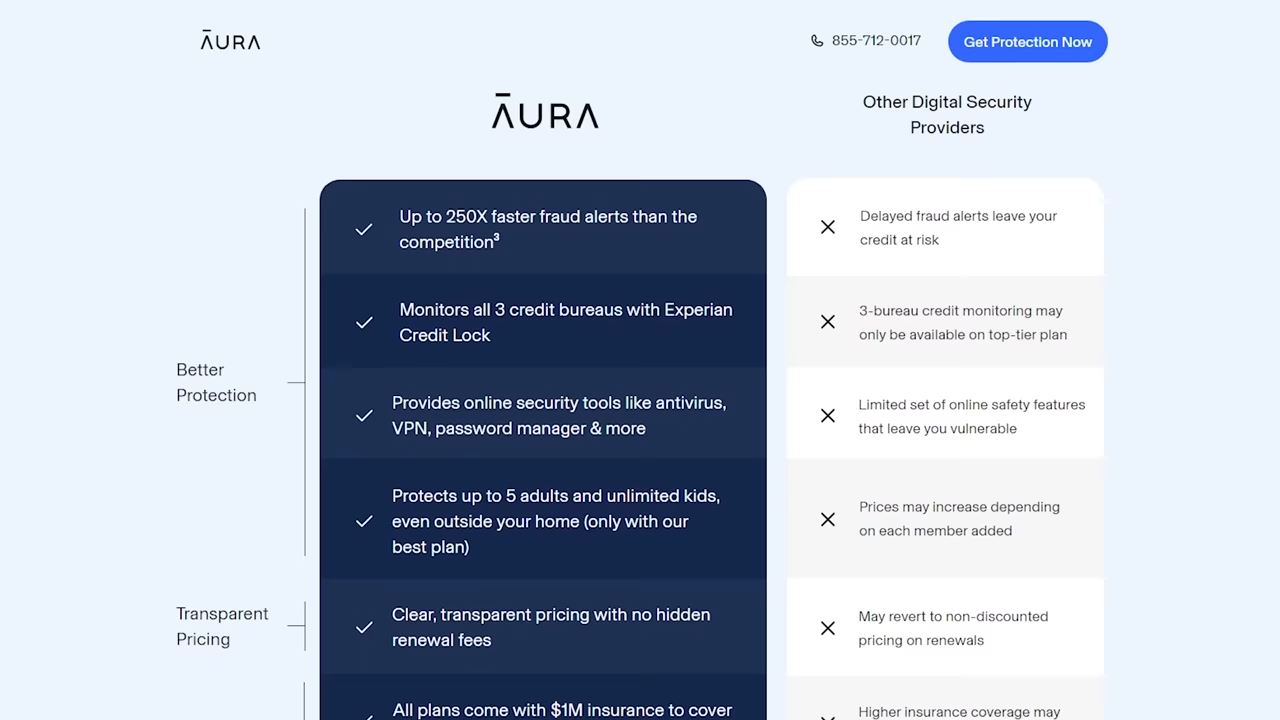 ĀURA
855-712-0017
Get Protection Now
ĀURA
Other Digital Security
Providers
Better
Protection
Up to 250X faster fraud alerts than the
competition³
Delayed fraud alerts leave your
credit at risk
Monitors all 3 credit bureaus with Experian
Credit Lock
3-bureau credit monitoring may
only be available on top-tier plan
Provides online security tools like antivirus,
VPN, password manager & more
Limited set of online safety features
that leave you vulnerable
Protects up to 5 adults and unlimited kids,
even outside your home (only with our
best plan)
Prices may increase depending
on each member added
Transparent
Pricing
Clear, transparent pricing with no hidden
renewal fees
May revert to non-discounted
pricing on renewals
All plans come with $1M insurance to cover
Higher insurance coverage may